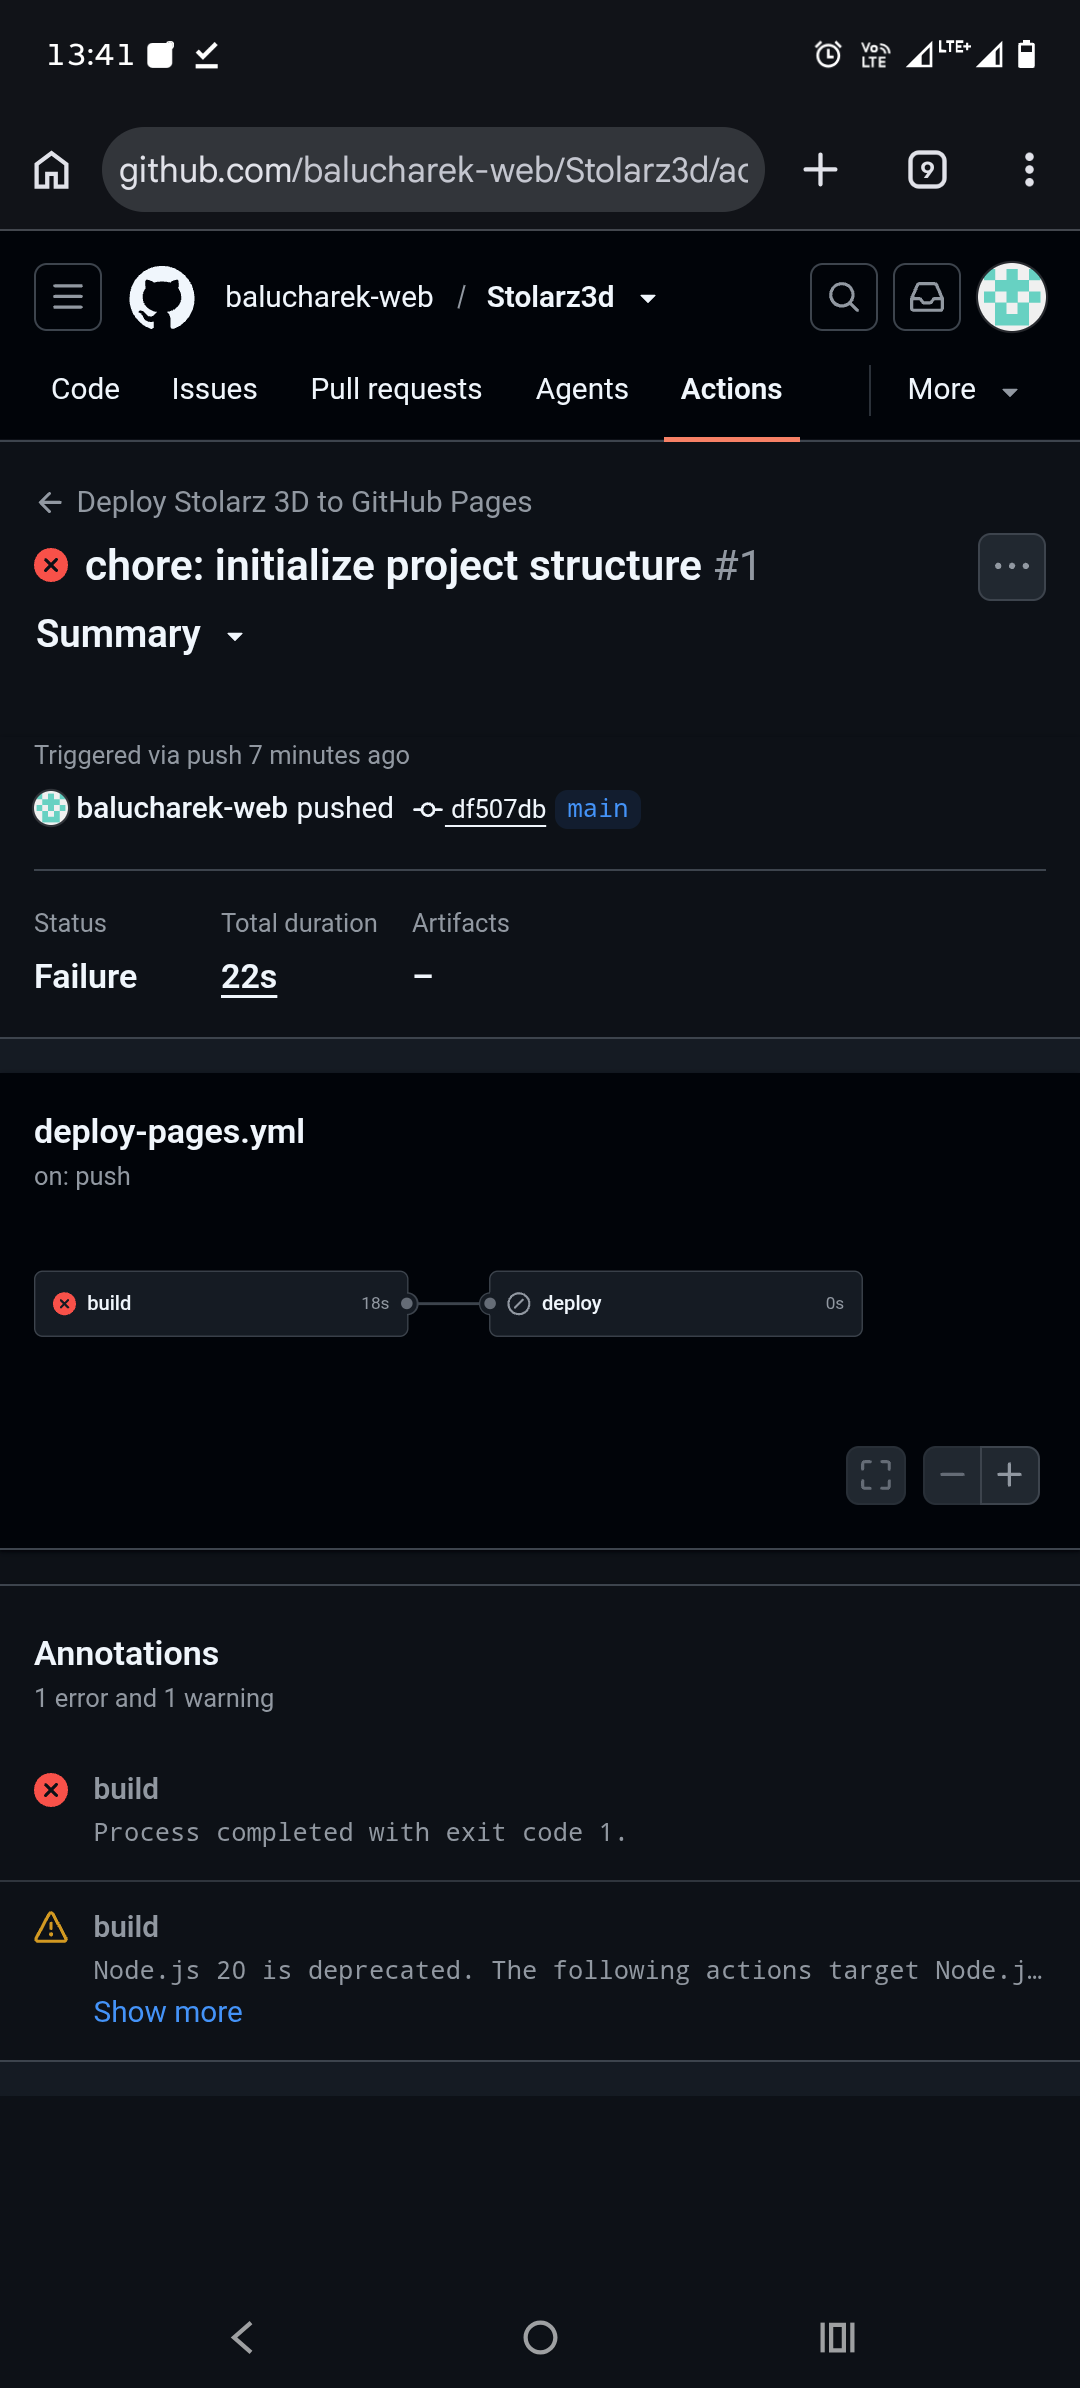 13:41
Vo LTE
LTE+
github.com/balucharek-web/Stolarz3d/ac
9
balucharek-web / Stolarz3d
Code Issues Pull requests Agents Actions More
Deploy Stolarz 3D to GitHub Pages
chore: initialize project structure #1
Summary
Triggered via push 7 minutes ago
balucharek-web pushed df507db main
Status Total duration Artifacts
Failure 22s –
deploy-pages.yml
on: push
build 18s deploy 0s
Annotations
1 error and 1 warning
build
Process completed with exit code 1.
build
Node.js 20 is deprecated. The following actions target Node.j…
Show more